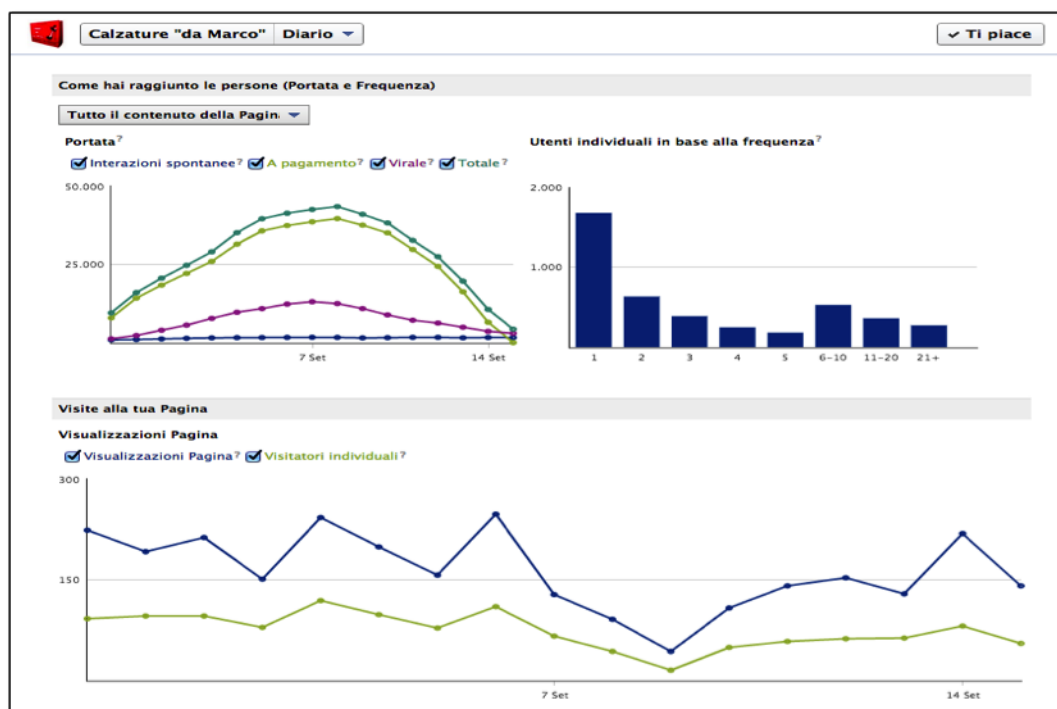 Calzature "da Marco" Diario
✓ Ti piace
Come hai raggiunto le persone (Portata e Frequenza)
Tutto il contenuto della Pagin
Portata?
Interazioni spontanee? A pagamento? Virale? Totale?
50.000
25.000
7 Set 14 Set
Utenti individuali in base alla frequenza?
2.000
1.000
1 2 3 4 5 6-10 11-20 21+
Visite alla tua Pagina
Visualizzazioni Pagina
Visualizzazioni Pagina? Visitatori individuali?
300
150
7 Set 14 Set